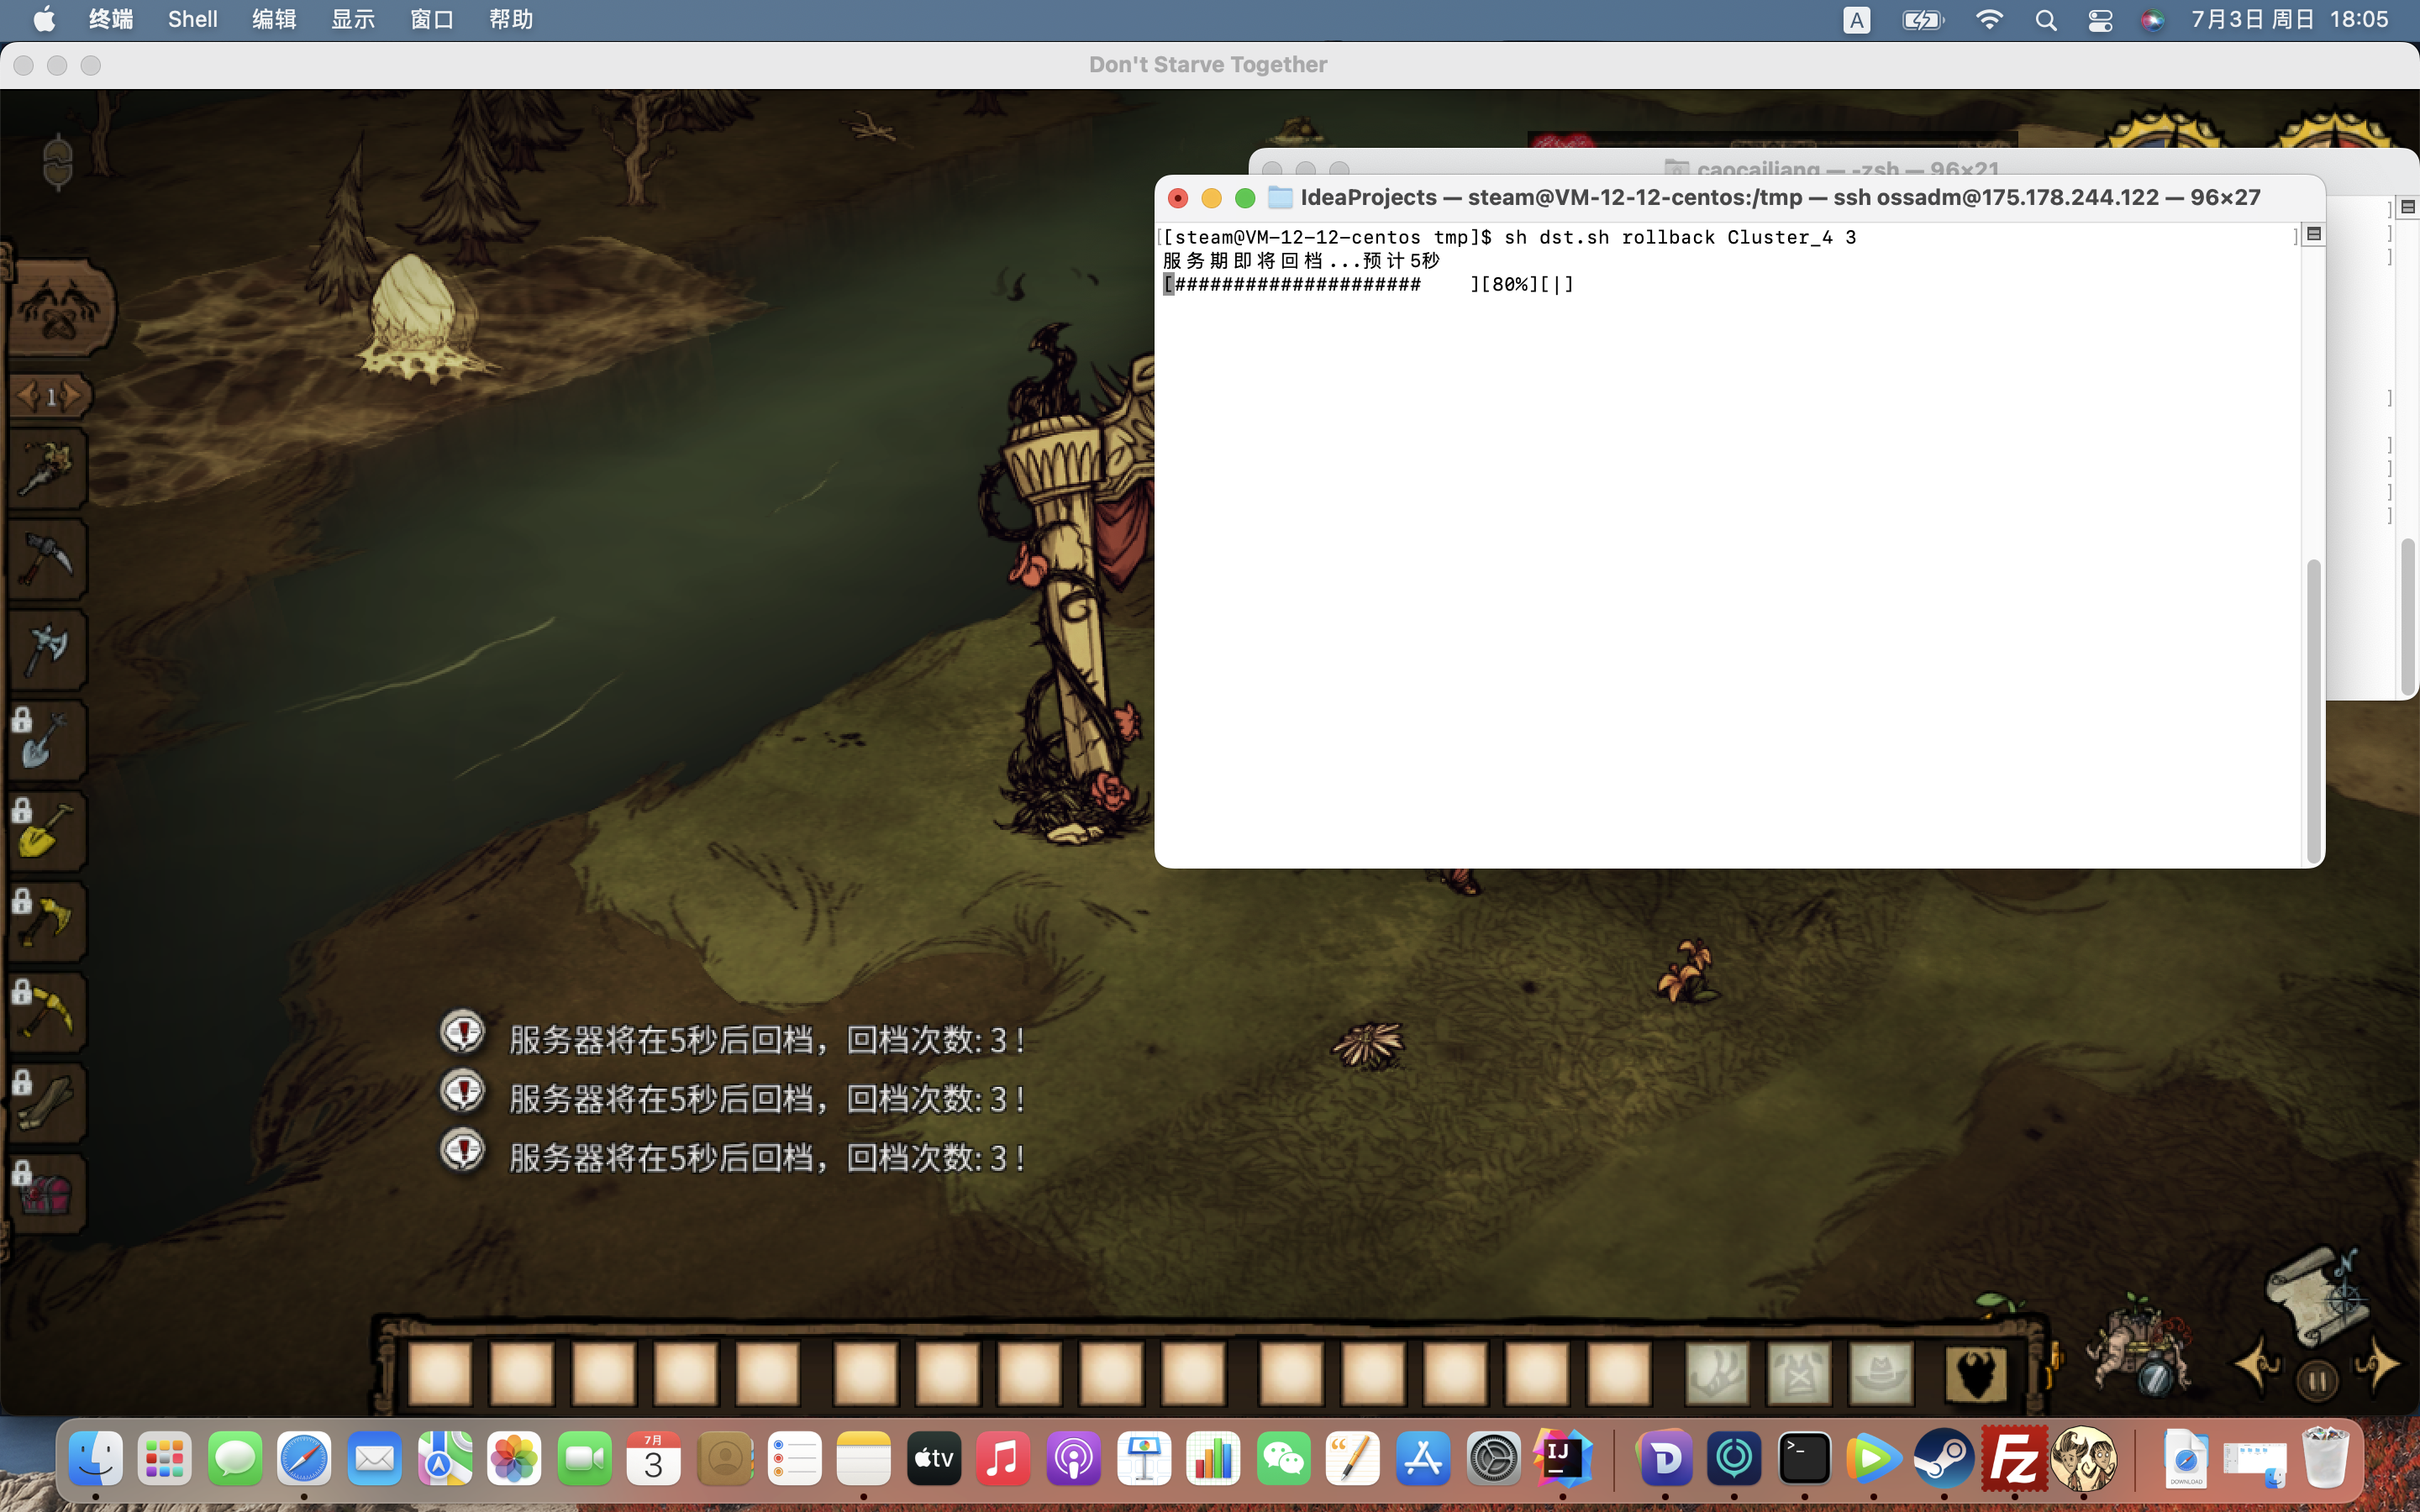 终端 Shell 编辑 显示 窗口 帮助 A 7月3日 周日 18:05
Don't Starve Together
caocailiang — -zsh — 96×21
IdeaProjects — steam@VM-12-12-centos:/tmp — ssh ossadm@175.178.244.122 — 96×27
[[steam@VM-12-12-centos tmp]$ sh dst.sh rollback Cluster_4 3 ]
服务期即将回档...预计5秒
[##################### ][80%][|]
1
服务器将在5秒后回档，回档次数: 3!
服务器将在5秒后回档，回档次数: 3!
服务器将在5秒后回档，回档次数: 3!
7月
3
tv
IJ
DOWNLOAD
Fz